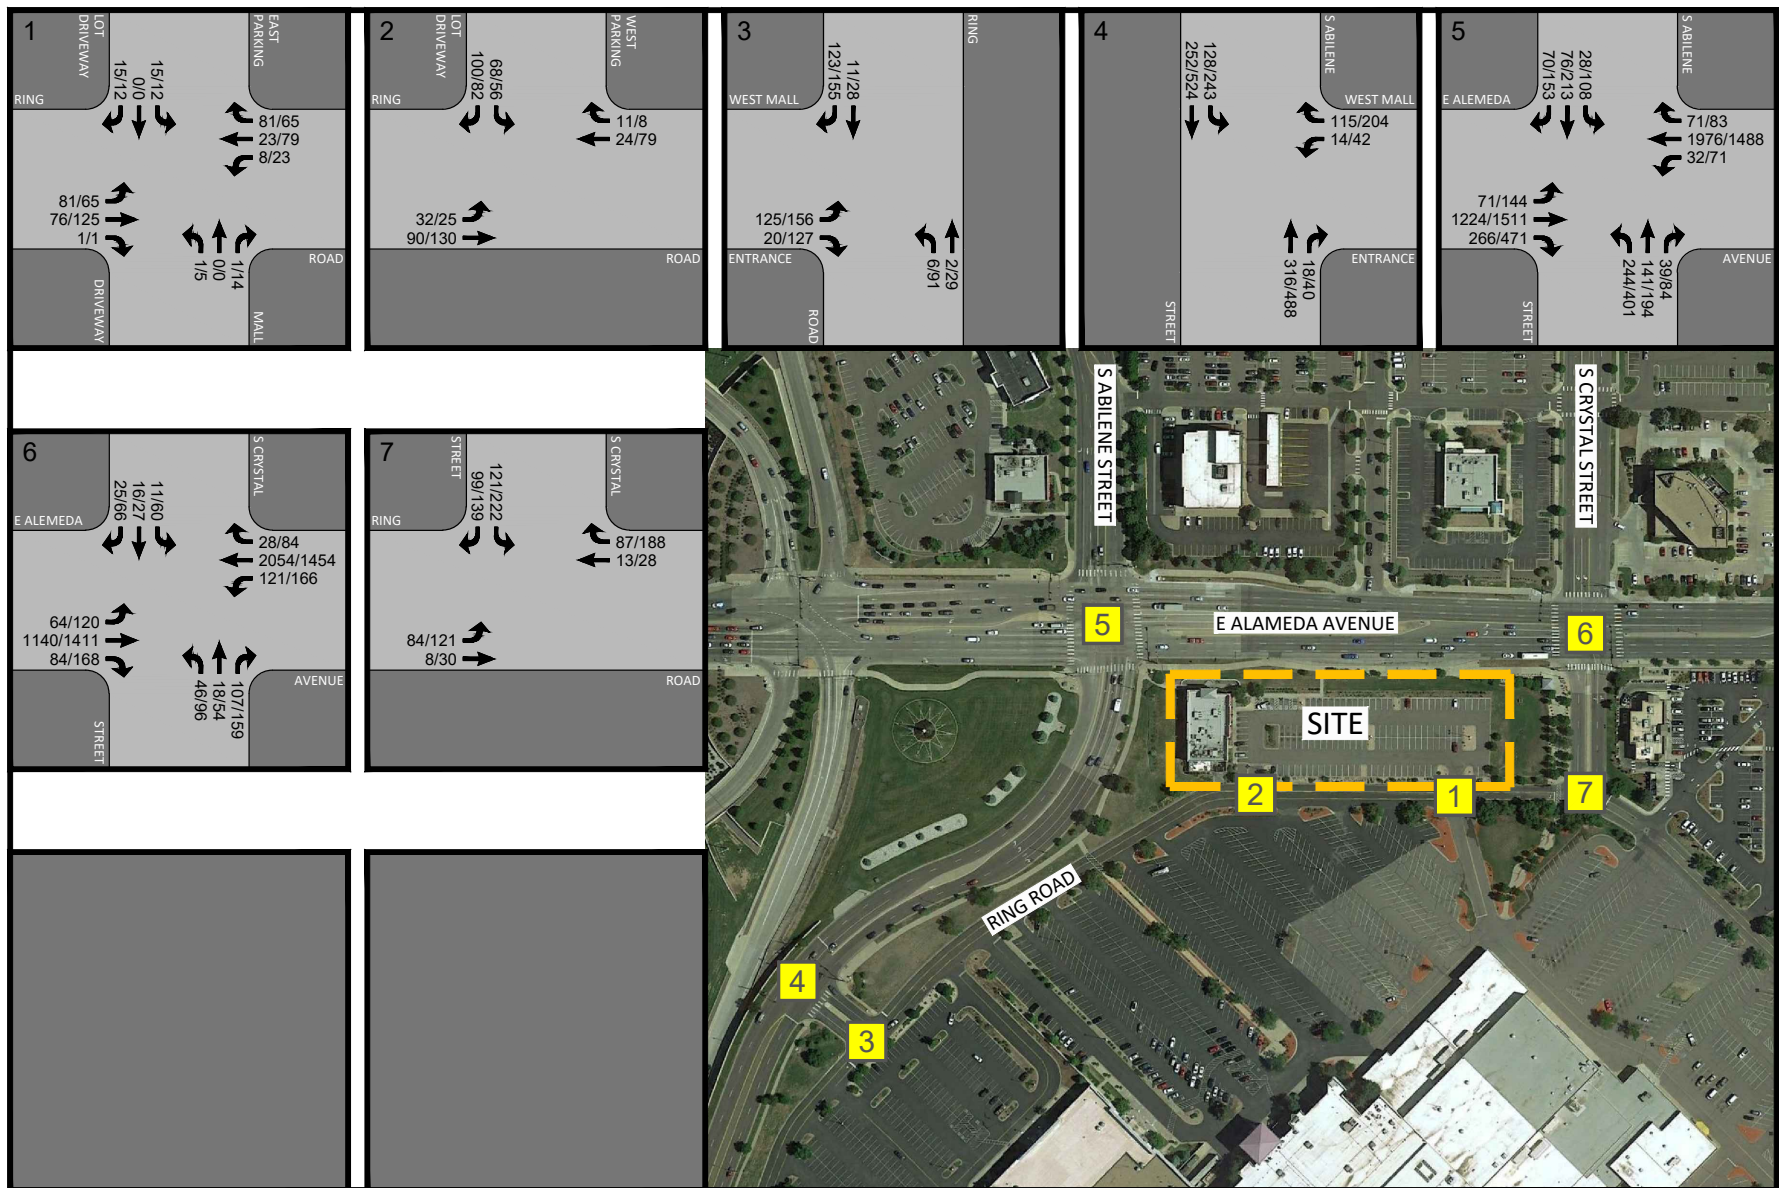 1
LOT
DRIVEWAY
EAST
PARKING
15/12
0/0
15/12
RING
81/65
23/79
8/23
81/65
76/125
1/1
1/5
0/0
1/14
ROAD
DRIVEWAY
MALL
2
LOT
DRIVEWAY
WEST
PARKING
100/82
68/56
RING
11/8
24/79
32/25
90/130
ROAD
3
RING
123/155
11/28
WEST MALL
125/156
20/127
6/91
2/29
ENTRANCE
ROAD
4
S ABILENE
252/524
128/243
WEST MALL
115/204
14/42
316/488
18/40
ENTRANCE
STREET
5
S ABILENE
70/153
76/213
28/108
E ALEMEDA
71/83
1976/1488
32/71
71/144
1224/1511
266/471
244/401
141/194
39/84
AVENUE
STREET
6
S CRYSTAL
25/66
16/27
11/60
E ALEMEDA
28/84
2054/1454
121/166
64/120
1140/1411
84/168
46/96
18/54
107/159
AVENUE
STREET
7
STREET
S CRYSTAL
99/139
121/222
RING
87/188
13/28
84/121
8/30
ROAD
S ABILENE STREET
S CRYSTAL STREET
5
E ALAMEDA AVENUE
6
SITE
2
1
7
RING ROAD
4
3